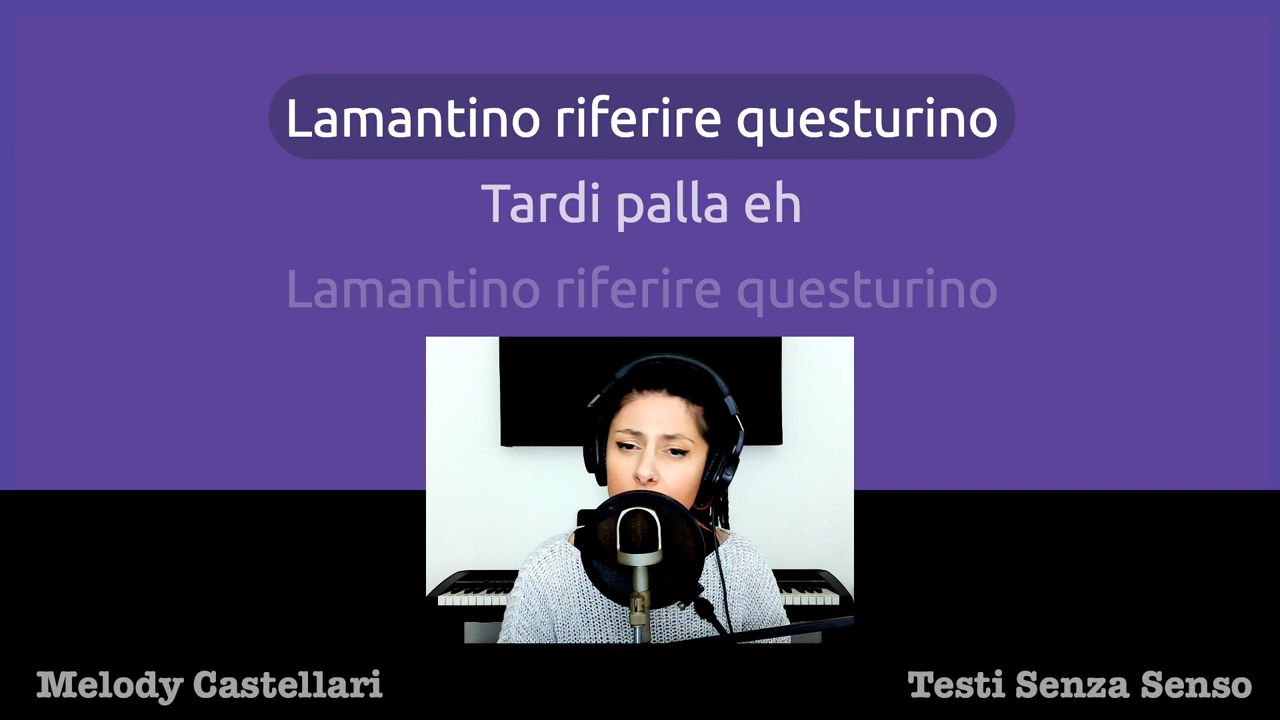 Lamantino riferire questurino
Tardi palla eh
Lamantino riferire questurino
Melody Castellari
Testi Senza Senso